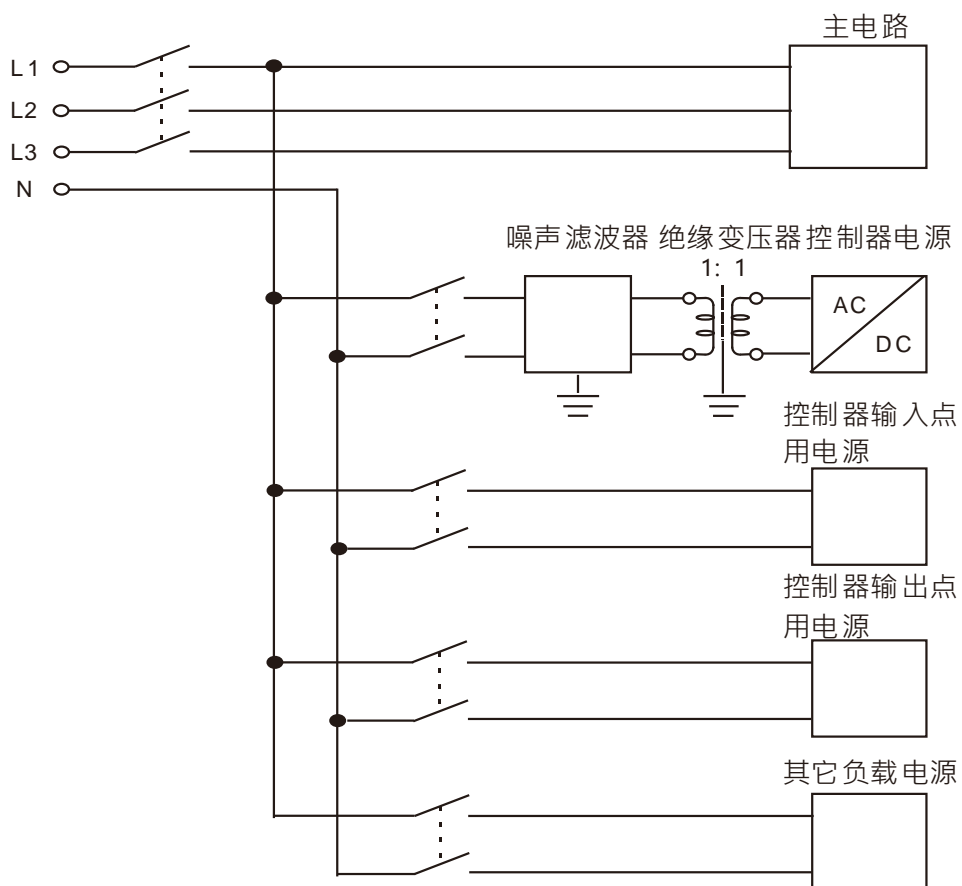 主电路
L1
L2
L3
N
噪声滤波器 绝缘变压器 控制器电源
1: 1
AC
DC
控制器输入点
用电源
控制器输出点
用电源
其它负载电源